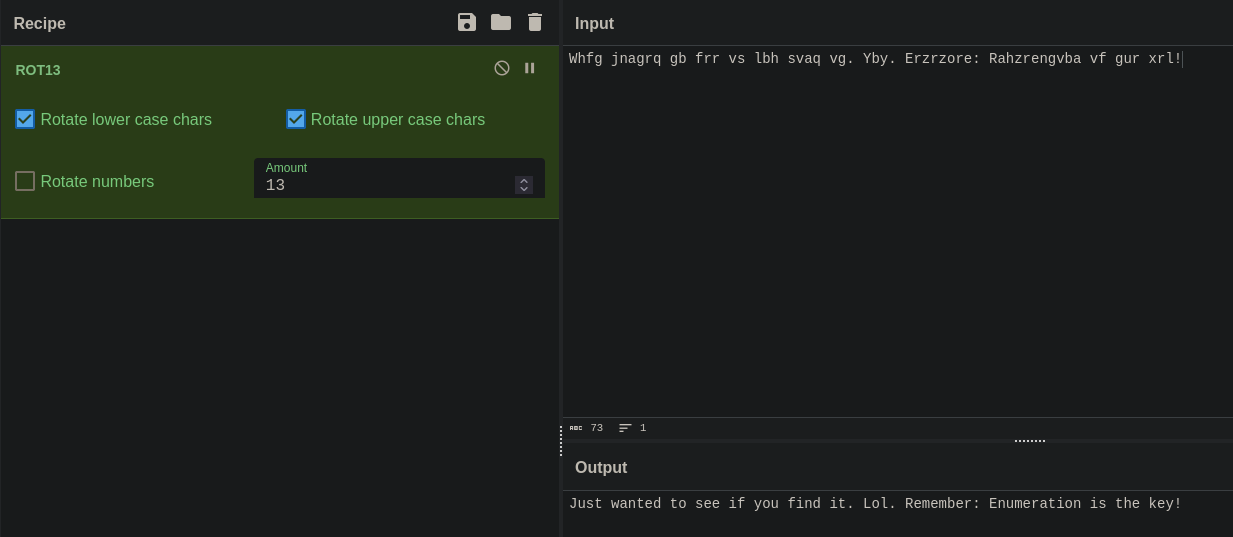 Recipe
ROT13
Rotate lower case chars
Rotate upper case chars
Rotate numbers
Amount
13
Input
Whfg jnagrq gb frr vs lbh svaq vg. Yby. Erzrzore: Rahzrengvba vf gur xrl!
ABC 73 1
Output
Just wanted to see if you find it. Lol. Remember: Enumeration is the key!